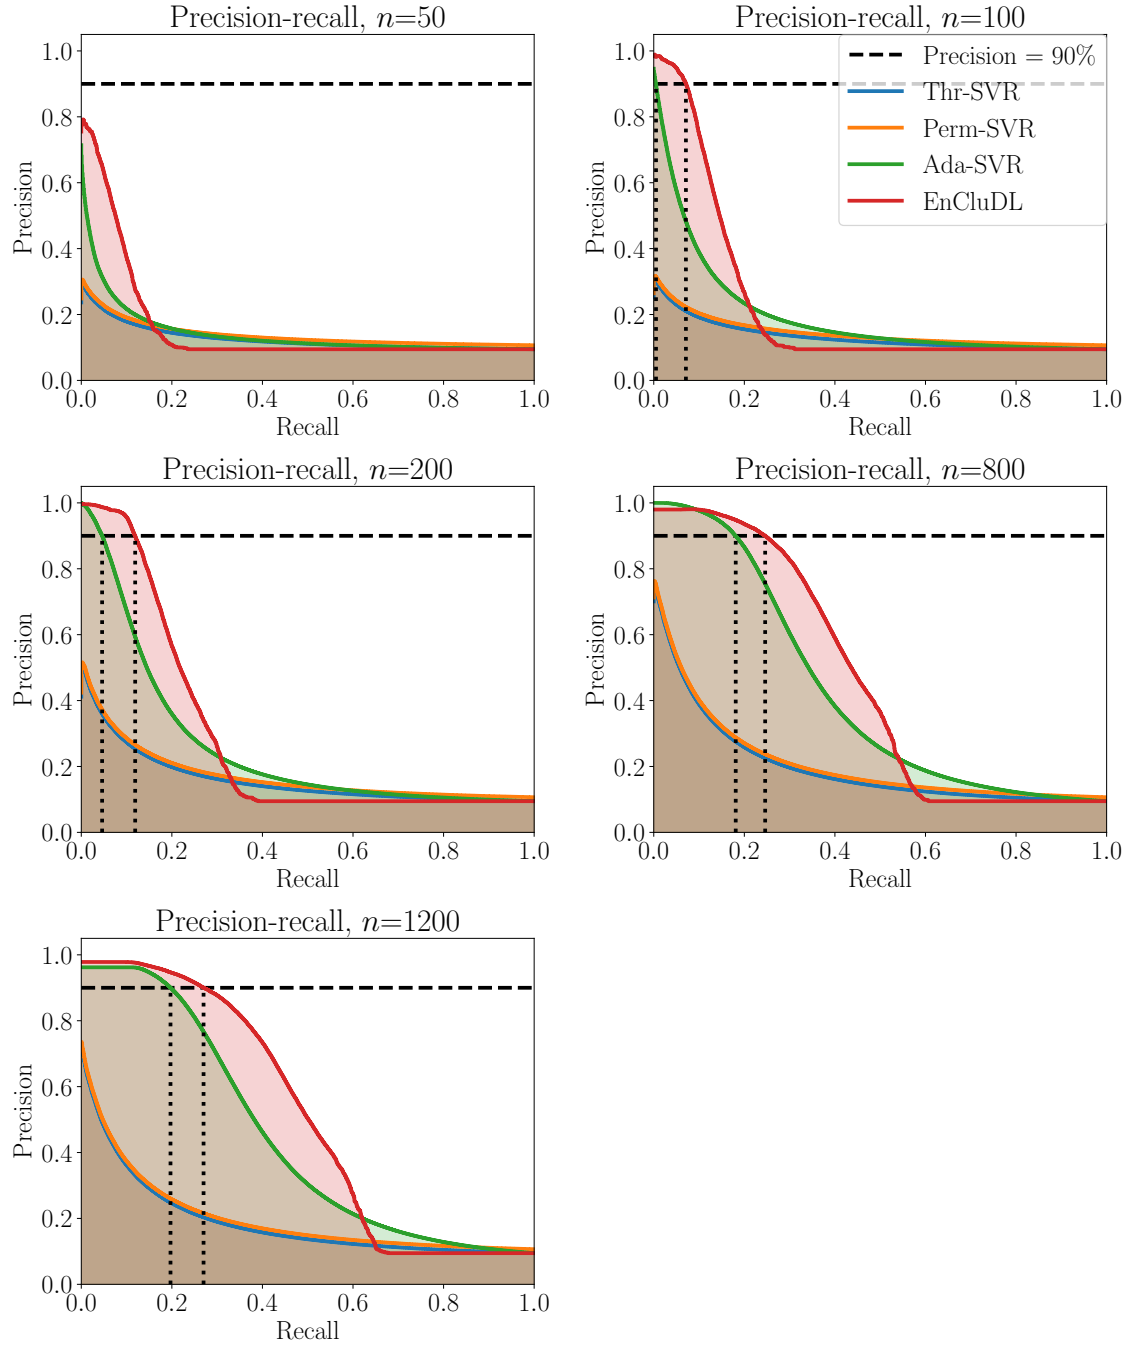 Precision-recall, n=50
1.0
0.8
0.6
0.4
0.2
0.0
Precision
0.0 0.2 0.4 0.6 0.8 1.0
Recall
Precision-recall, n=100
1.0
0.8
0.6
0.4
0.2
0.0
Precision
Precision = 90%
Thr-SVR
Perm-SVR
Ada-SVR
EnCluDL
0.0 0.2 0.4 0.6 0.8 1.0
Recall
Precision-recall, n=200
1.0
0.8
0.6
0.4
0.2
0.0
Precision
0.0 0.2 0.4 0.6 0.8 1.0
Recall
Precision-recall, n=800
1.0
0.8
0.6
0.4
0.2
0.0
Precision
0.0 0.2 0.4 0.6 0.8 1.0
Recall
Precision-recall, n=1200
1.0
0.8
0.6
0.4
0.2
0.0
Precision
0.0 0.2 0.4 0.6 0.8 1.0
Recall